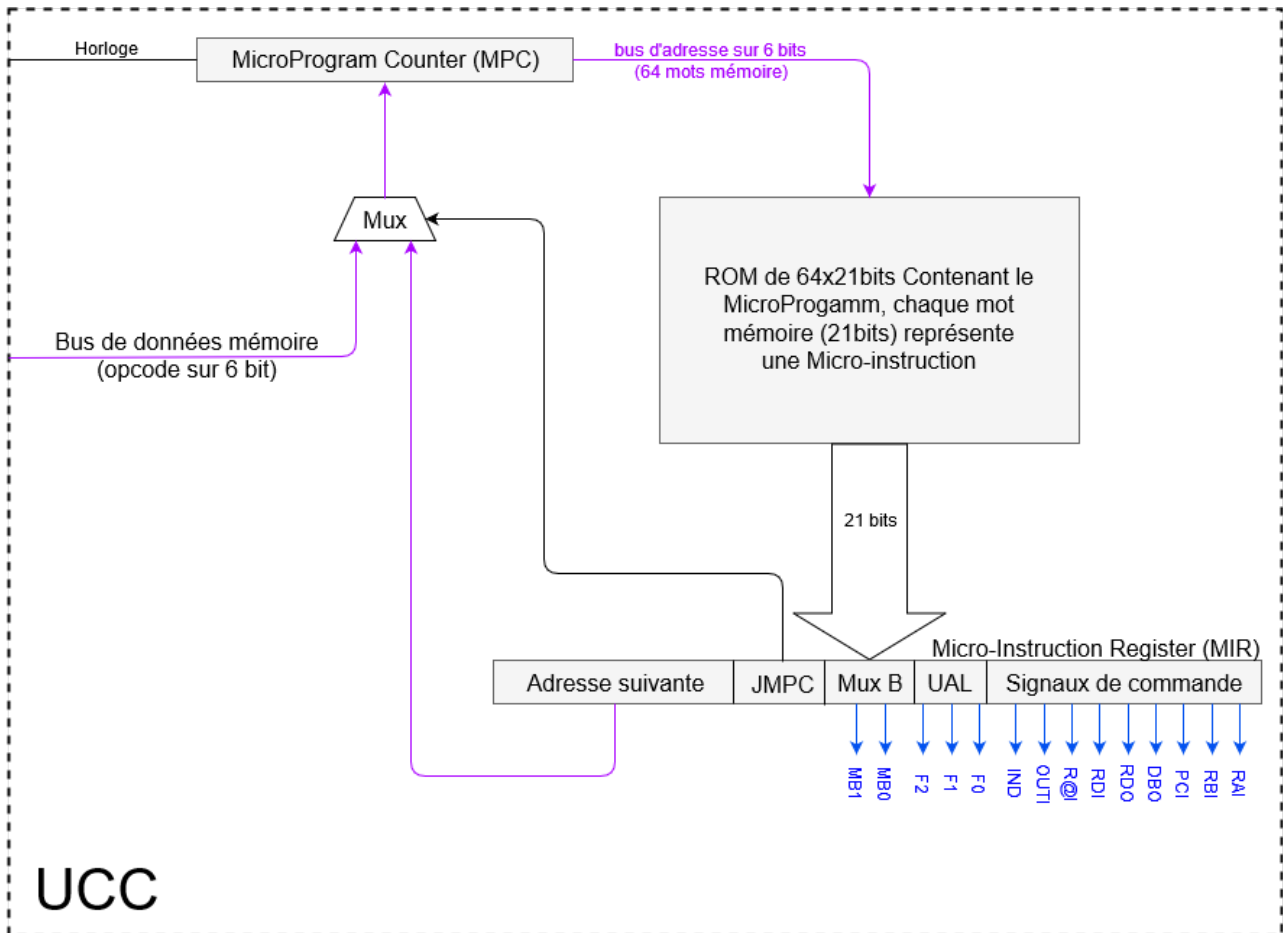 Horloge
MicroProgram Counter (MPC)
bus d'adresse sur 6 bits
(64 mots mémoire)
Mux
ROM de 64x21bits Contenant le
MicroProgamm, chaque mot
mémoire (21bits) représente
une Micro-instruction
Bus de données mémoire
(opcode sur 6 bit)
21 bits
Micro-Instruction Register (MIR)
Adresse suivante
JMPC
Mux B
UAL
Signaux de commande
MB1
MB0
F2
F1
F0
IND
OUTI
R@I
RDI
RDO
DBO
PCI
RBI
RAI
UCC